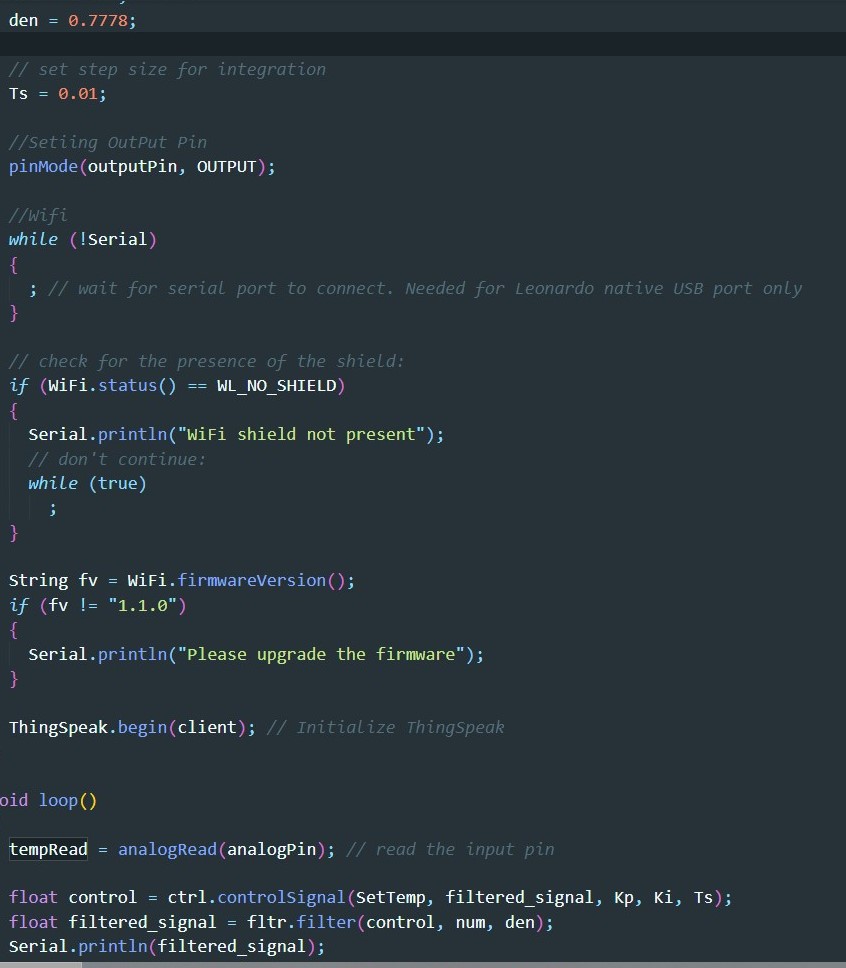 den = 0.7778;
// set step size for integration
Ts = 0.01;
//Setiing OutPut Pin
pinMode(outputPin, OUTPUT);
//Wifi
while (!Serial)
{
; // wait for serial port to connect. Needed for Leonardo native USB port only
}
// check for the presence of the shield:
if (WiFi.status() == WL_NO_SHIELD)
{
Serial.println("WiFi shield not present");
// don't continue:
while (true)
;
}
String fv = WiFi.firmwareVersion();
if (fv != "1.1.0")
{
Serial.println("Please upgrade the firmware");
}
ThingSpeak.begin(client); // Initialize ThingSpeak
oid loop()
tempRead = analogRead(analogPin); // read the input pin
float control = ctrl.controlSignal(SetTemp, filtered_signal, Kp, Ki, Ts);
float filtered_signal = fltr.filter(control, num, den);
Serial.println(filtered_signal);